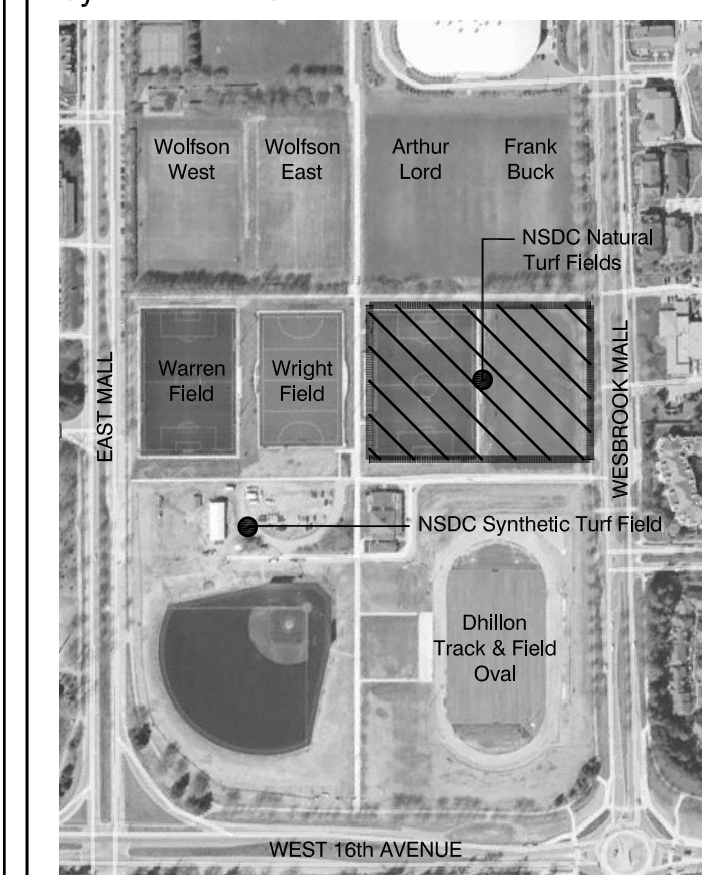 Wolfson
West
Wolfson
East
Arthur
Lord
Frank
Buck
NSDC Natural
Turf Fields
Warren
Field
Wright
Field
EAST MALL
WESBROOK MALL
NSDC Synthetic Turf Field
Dhillon
Track & Field
Oval
WEST 16th AVENUE